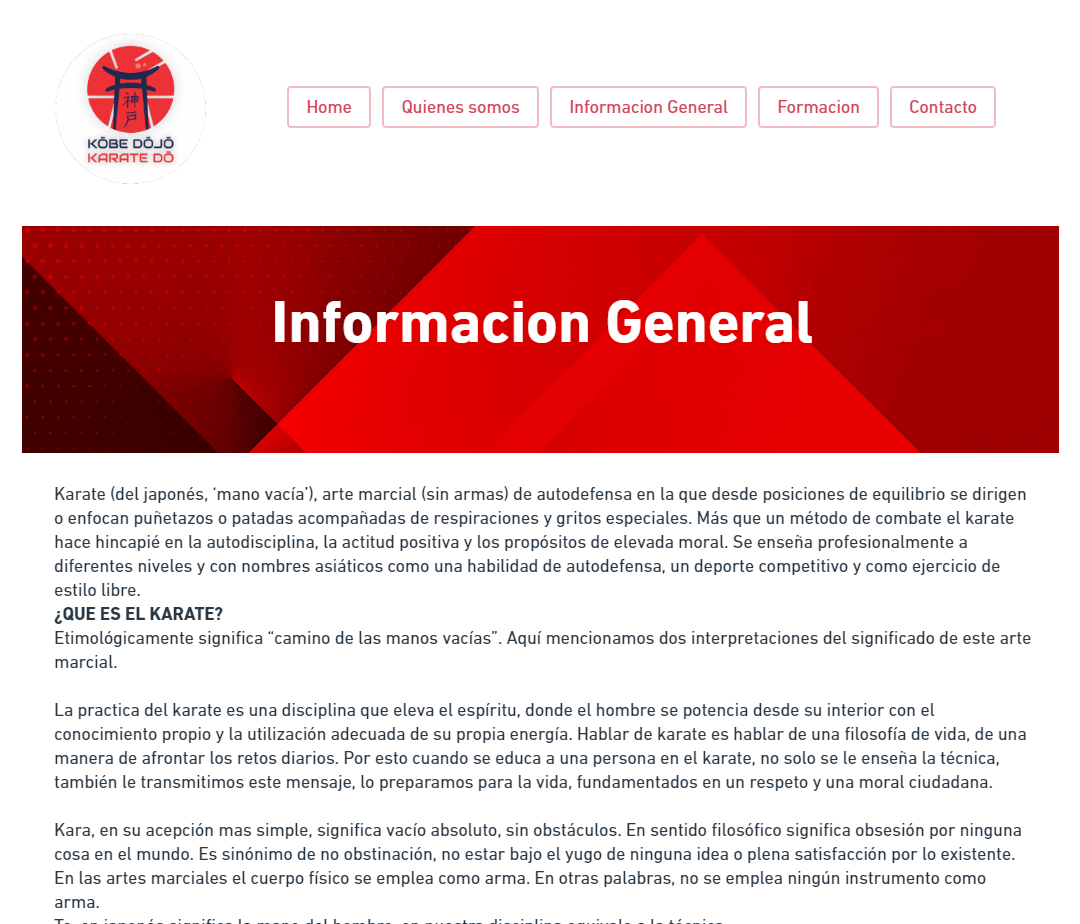 神
戸
KŌBE DŌJŌ
KARATE DŌ
Home
Quienes somos
Informacion General
Formacion
Contacto
Informacion General
Karate (del japonés, ‘mano vacía’), arte marcial (sin armas) de autodefensa en la que desde posiciones de equilibrio se dirigen
o enfocan puñetazos o patadas acompañadas de respiraciones y gritos especiales. Más que un método de combate el karate
hace hincapié en la autodisciplina, la actitud positiva y los propósitos de elevada moral. Se enseña profesionalmente a
diferentes niveles y con nombres asiáticos como una habilidad de autodefensa, un deporte competitivo y como ejercicio de
estilo libre.
¿QUE ES EL KARATE?
Etimológicamente significa “camino de las manos vacías”. Aquí mencionamos dos interpretaciones del significado de este arte
marcial.
La practica del karate es una disciplina que eleva el espíritu, donde el hombre se potencia desde su interior con el
conocimiento propio y la utilización adecuada de su propia energía. Hablar de karate es hablar de una filosofía de vida, de una
manera de afrontar los retos diarios. Por esto cuando se educa a una persona en el karate, no solo se le enseña la técnica,
también le transmitimos este mensaje, lo preparamos para la vida, fundamentados en un respeto y una moral ciudadana.
Kara, en su acepción mas simple, significa vacío absoluto, sin obstáculos. En sentido filosófico significa obsesión por ninguna
cosa en el mundo. Es sinónimo de no obstinación, no estar bajo el yugo de ninguna idea o plena satisfacción por lo existente.
En las artes marciales el cuerpo físico se emplea como arma. En otras palabras, no se emplea ningún instrumento como
arma.